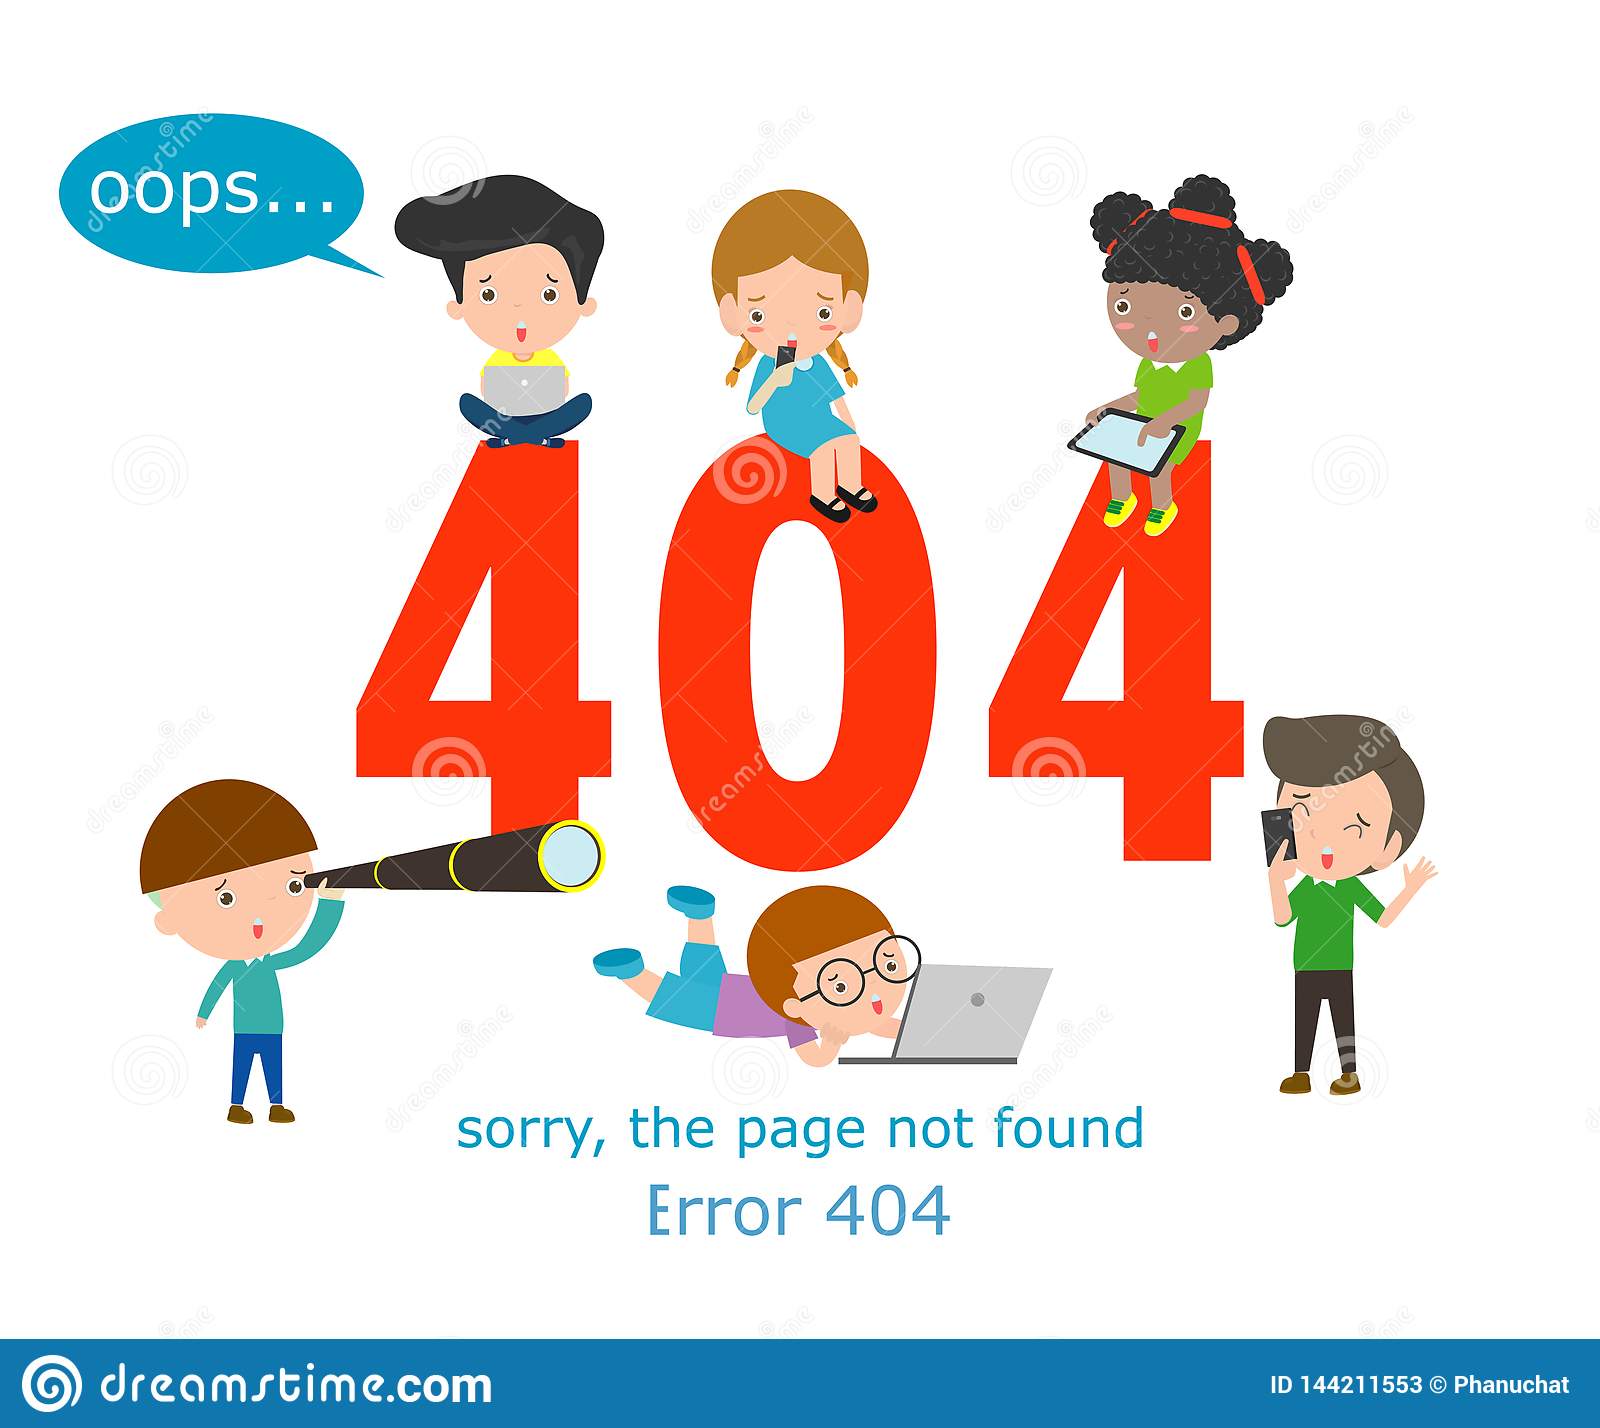 oops...
404
sorry, the page not found
Error 404
dreamstime.com
ID 144211553 © Phanuchat